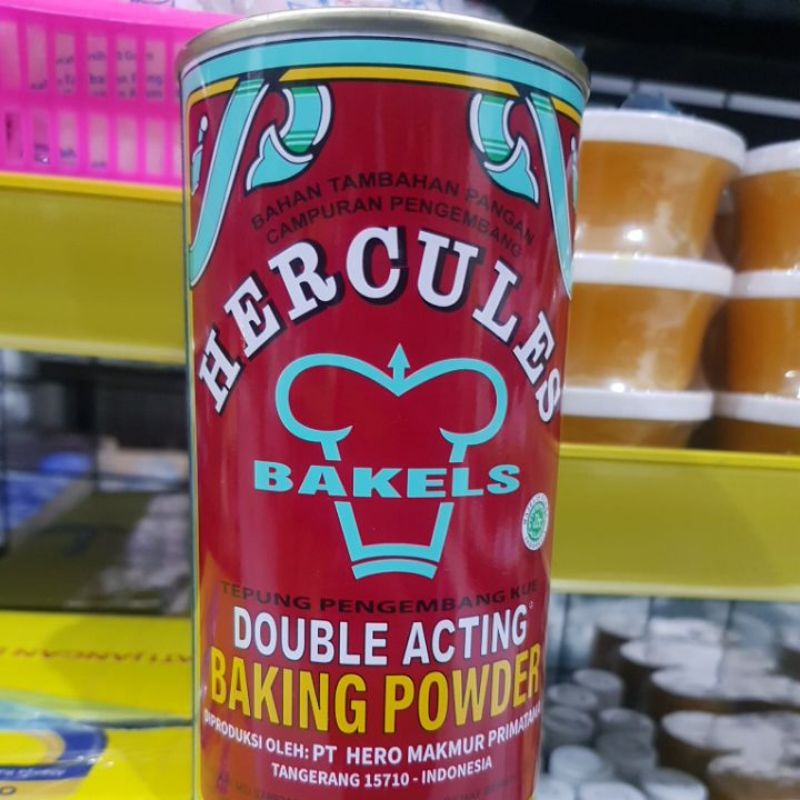 BAHAN TAMBAHAN PANGAN
CAMPURAN PENGEMBANG
HERCULES
BAKELS
TEPUNG PENGEMBANG KUE
DOUBLE ACTING
BAKING POWDER
DIPRODUKSI OLEH: PT HERO MAKMUR PRIMATAMA
TANGERANG 15710 - INDONESIA